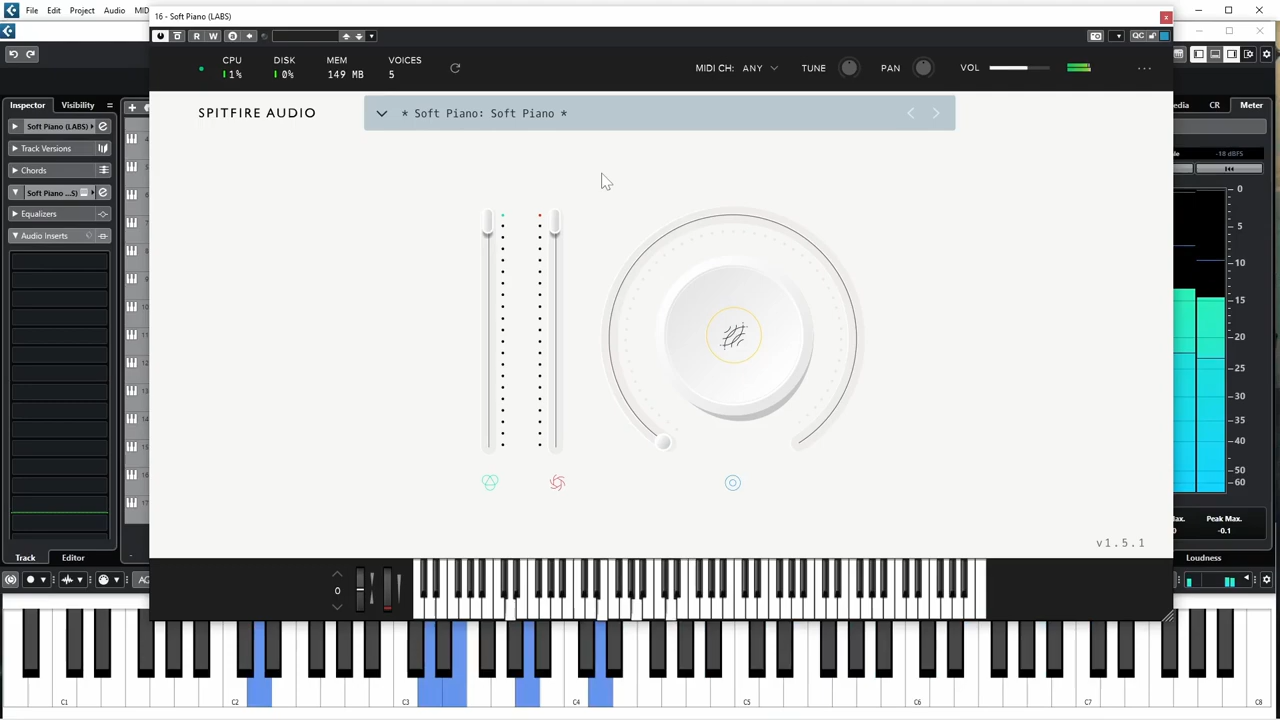 16 - Soft Piano (LABS)
File Edit Project Audio MIDI
R W
QC
CPU DISK MEM VOICES
1% 0% 149 MB 5
MIDI CH: ANY TUNE PAN VOL
SPITFIRE AUDIO
* Soft Piano: Soft Piano *
Inspector Visibility
Soft Piano (LABS)
Track Versions
Chords
Soft Piano ...S)
Equalizers
Audio Inserts
CR Meter
-18 dBFS
0
5
10
15
20
25
30
35
40
50
60
Peak Max.
-0.1
v1.5.1
Track Editor
Loudness
0
C1 C2 C3 C4 C5 C6 C7 C8